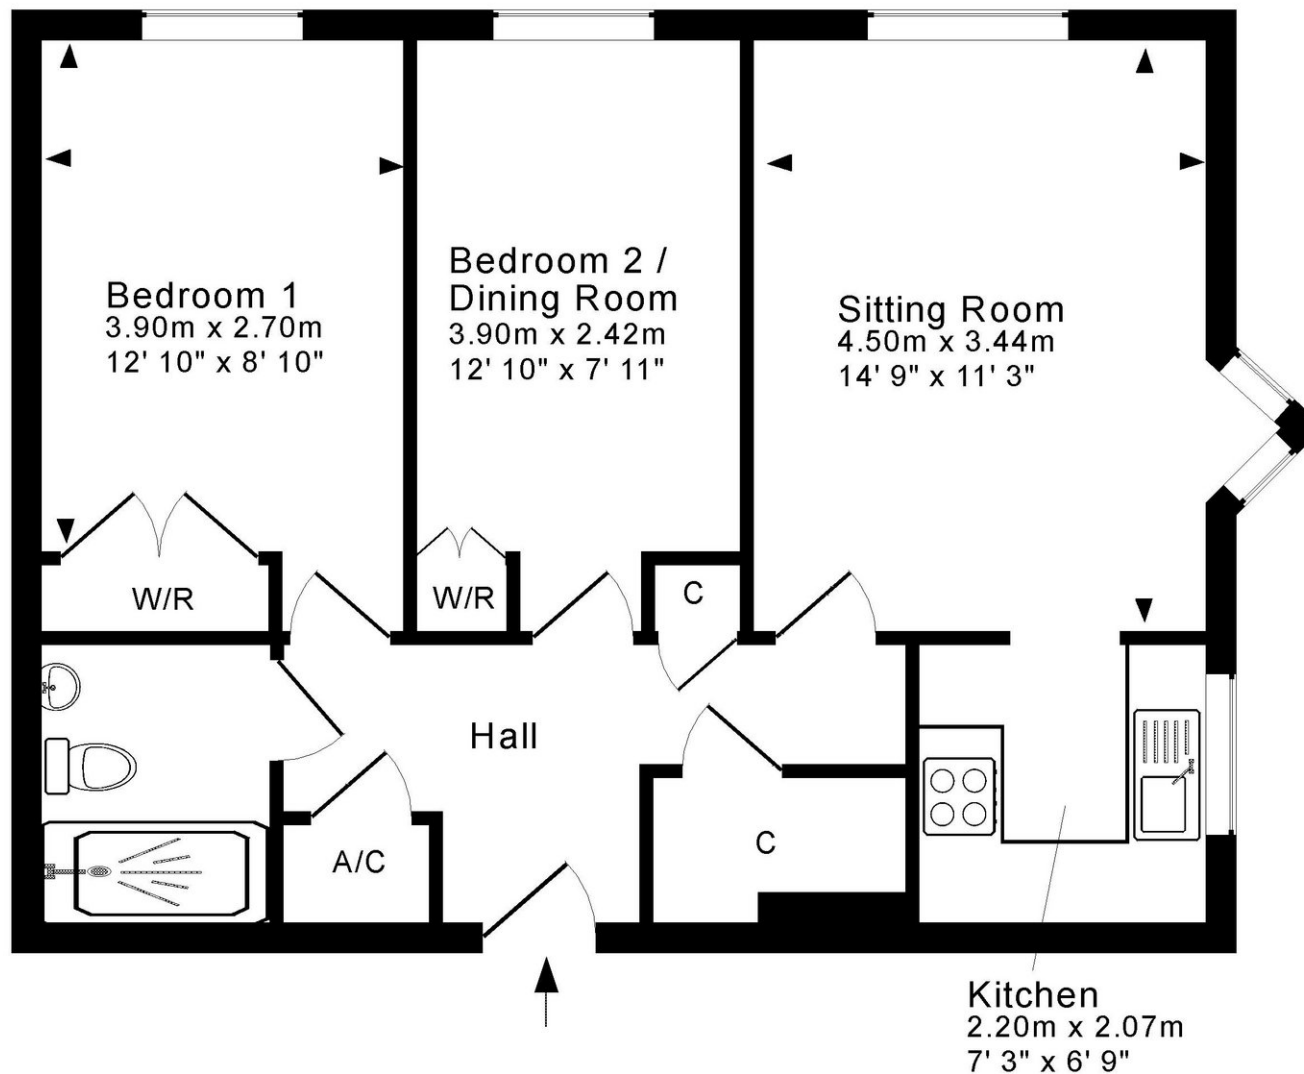 Bedroom 1
3.90m x 2.70m
12' 10" x 8' 10"
Bedroom 2 /
Dining Room
3.90m x 2.42m
12' 10" x 7' 11"
Sitting Room
4.50m x 3.44m
14' 9" x 11' 3"
W/R
W/R
C
Hall
A/C
C
Kitchen
2.20m x 2.07m
7' 3" x 6' 9"